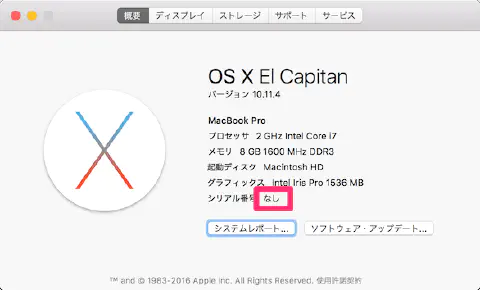 概要 ディスプレイ ストレージ サポート サービス
OS X El Capitan
バージョン 10.11.4
MacBook Pro
プロセッサ 2 GHz Intel Core i7
メモリ 8 GB 1600 MHz DDR3
起動ディスク Macintosh HD
グラフィックス Intel Iris Pro 1536 MB
シリアル番号 なし
システムレポート... ソフトウェア・アップデート...
™ and © 1983-2016 Apple Inc. All Rights Reserved. 使用許諾契約